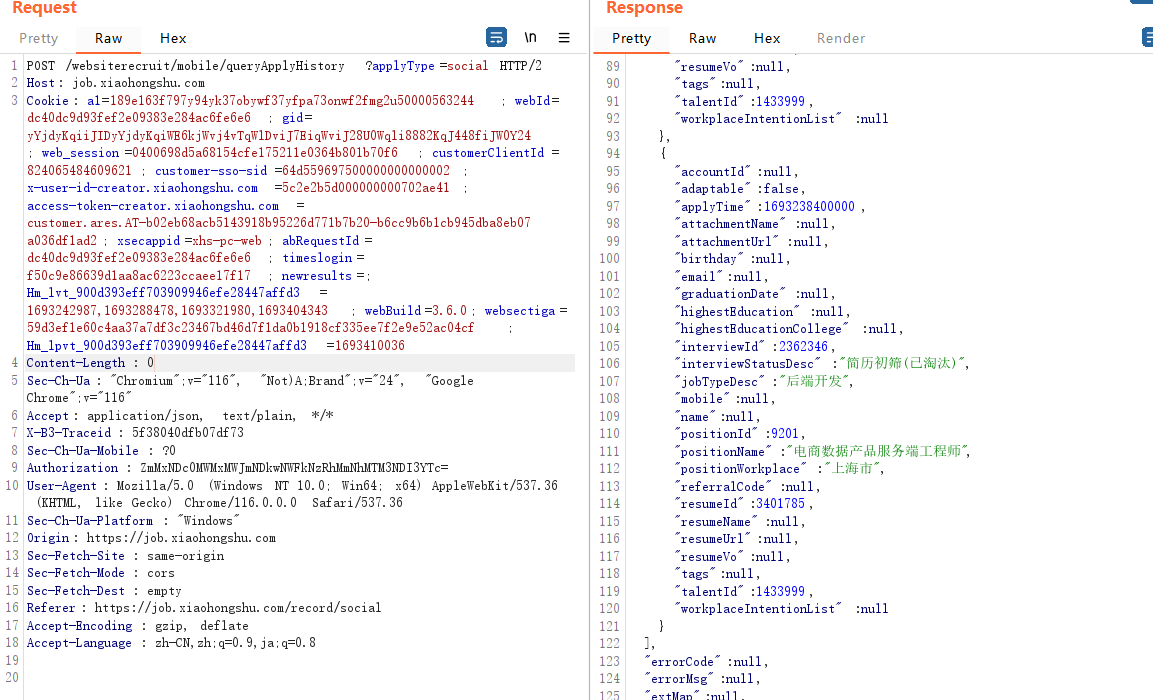 Request
Pretty Raw Hex \n
1 POST /websiterecruit/mobile/queryApplyHistory ?applyType =social HTTP/2
2 Host : job.xiaohongshu.com
3 Cookie : a1=189e163f797y94yk37obywf37yfpa73onwf2fmg2u50000563244 ; webId=
dc40dc9d93fef2e09383e284ac6fe6e6 ; gid=
yYjdyKqiiJIDyYjdyKqiWE6kjWvj4vTqWlDviJ7EiqWviJ28U0Wqli8882KqJ448fiJW0Y24
; web_session =0400698d5a68154cfe175211e0364b801b70f6 ; customerClientId =
824065484609621 ; customer-sso-sid =64d559697500000000000002 ;
x-user-id-creator.xiaohongshu.com =5c2e2b5d000000000702ae41 ;
access-token-creator.xiaohongshu.com =
customer.ares.AT-b02eb68acb5143918b95226d771b7b20-b6cc9b6b1cb945dba8eb07
a036df1ad2 ; xsecappid =xhs-pc-web ; abRequestId =
dc40dc9d93fef2e09383e284ac6fe6e6 ; timeslogin =
f50c9e86639d1aa8ac6223ccaee17f17 ; newresults =;
Hm_lvt_900d393eff703909946efe28447affd3 =
1693242987,1693288478,1693321980,1693404343 ; webBuild =3.6.0 ; websectiga =
59d3ef1e60c4aa37a7df3c23467bd46d7f1da0b1918cf335ee7f2e9e52ac04cf ;
Hm_lpvt_900d393eff703909946efe28447affd3 =1693410036
4 Content-Length : 0
5 Sec-Ch-Ua : "Chromium";v="116", "Not)A;Brand";v="24", "Google
Chrome";v="116"
6 Accept : application/json, text/plain, */*
7 X-B3-Traceid : 5f38040dfb07df73
8 Sec-Ch-Ua-Mobile : ?0
9 Authorization : ZmMxNDc0MWMxMWJmNDkwNWFkNzRhMmNhMTM3NDI3YTc=
10 User-Agent : Mozilla/5.0 (Windows NT 10.0; Win64; x64) AppleWebKit/537.36
(KHTML, like Gecko) Chrome/116.0.0.0 Safari/537.36
11 Sec-Ch-Ua-Platform : "Windows"
12 Origin : https://job.xiaohongshu.com
13 Sec-Fetch-Site : same-origin
14 Sec-Fetch-Mode : cors
15 Sec-Fetch-Dest : empty
16 Referer : https://job.xiaohongshu.com/record/social
17 Accept-Encoding : gzip, deflate
18 Accept-Language : zh-CN,zh;q=0.9,ja;q=0.8
19
20
Response
Pretty Raw Hex Render
89 "resumeVo" :null,
90 "tags" :null,
91 "talentId" :1433999 ,
92 "workplaceIntentionList" :null
93 },
94 {
95 "accountId" :null,
96 "adaptable" :false,
97 "applyTime" :1693238400000 ,
98 "attachmentName" :null,
99 "attachmentUrl" :null,
100 "birthday" :null,
101 "email" :null,
102 "graduationDate" :null,
103 "highestEducation" :null,
104 "highestEducationCollege" :null,
105 "interviewId" :2362346 ,
106 "interviewStatusDesc" :"简历初筛(已淘汰)",
107 "jobTypeDesc" :"后端开发",
108 "mobile" :null,
109 "name" :null,
110 "positionId" :9201,
111 "positionName" :"电商数据产品服务端工程师",
112 "positionWorkplace" :"上海市",
113 "referralCode" :null,
114 "resumeId" :3401785 ,
115 "resumeName" :null,
116 "resumeUrl" :null,
117 "resumeVo" :null,
118 "tags" :null,
119 "talentId" :1433999 ,
120 "workplaceIntentionList" :null
121 }
122 ],
123 "errorCode" :null,
124 "errorMsg" :null,
125 "extMap" :null,